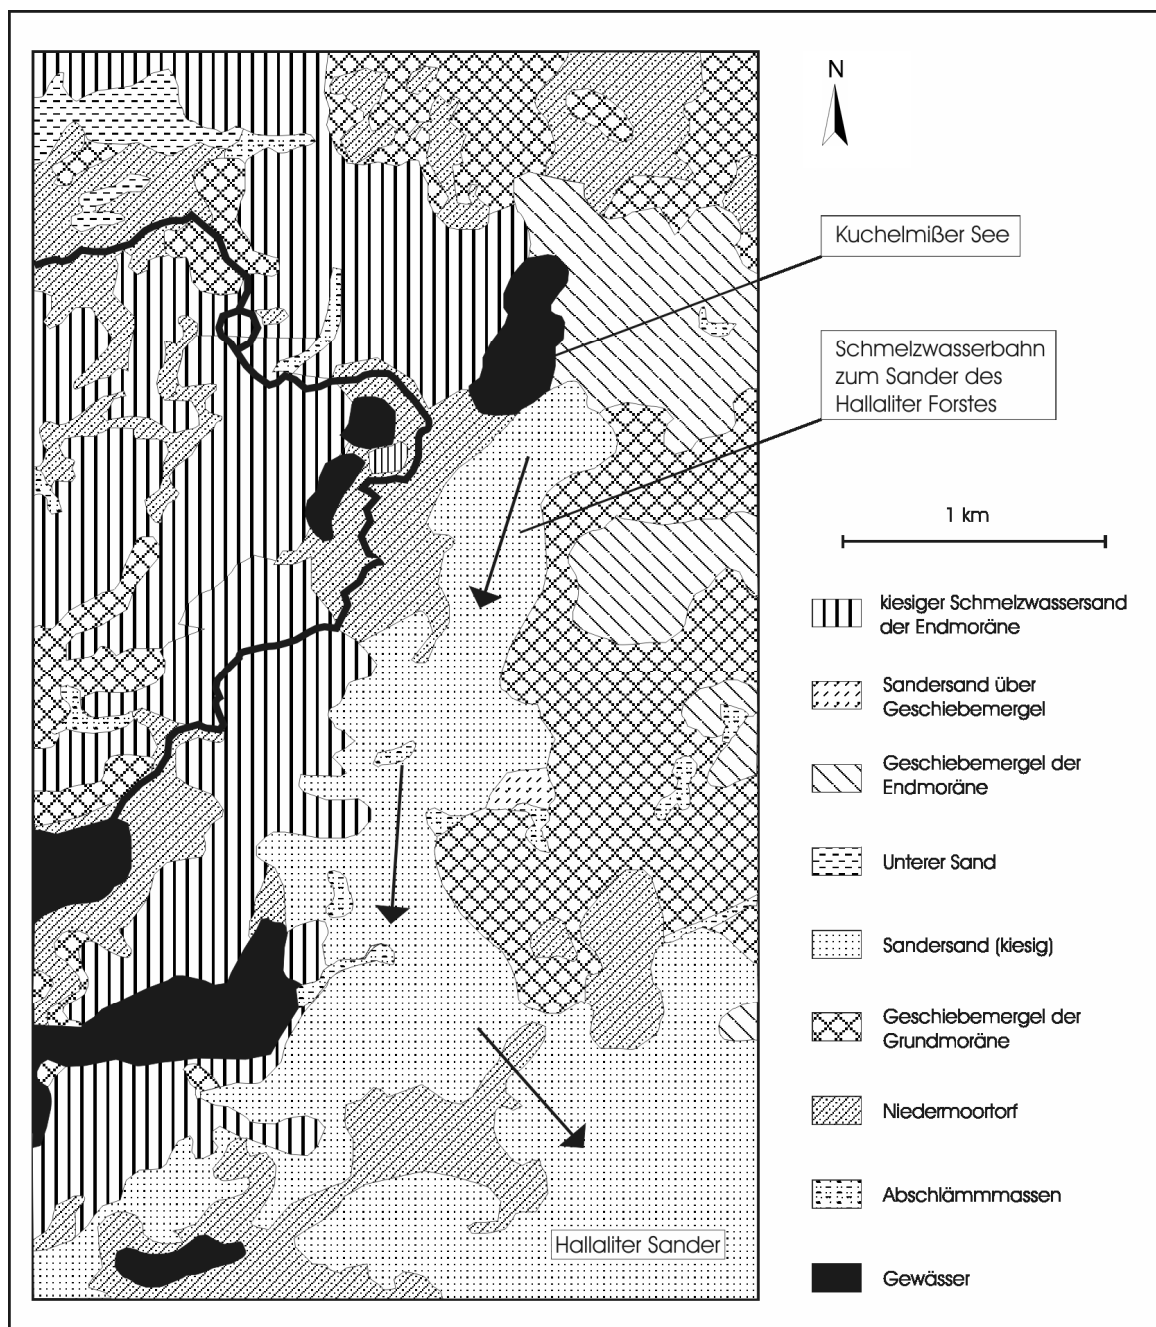 N
Kuchelmißer See
Schmelzwasserbahn
zum Sander des
Hallaliter Forstes
1 km
kiesiger Schmelzwassersand
der Endmoräne
Sandersand über
Geschiebemergel
Geschiebemergel der
Endmoräne
Unterer Sand
Sandersand (kiesig)
Geschiebemergel der
Grundmoräne
Niedermoortorf
Abschlämmmassen
Gewässer
Hallaliter Sander